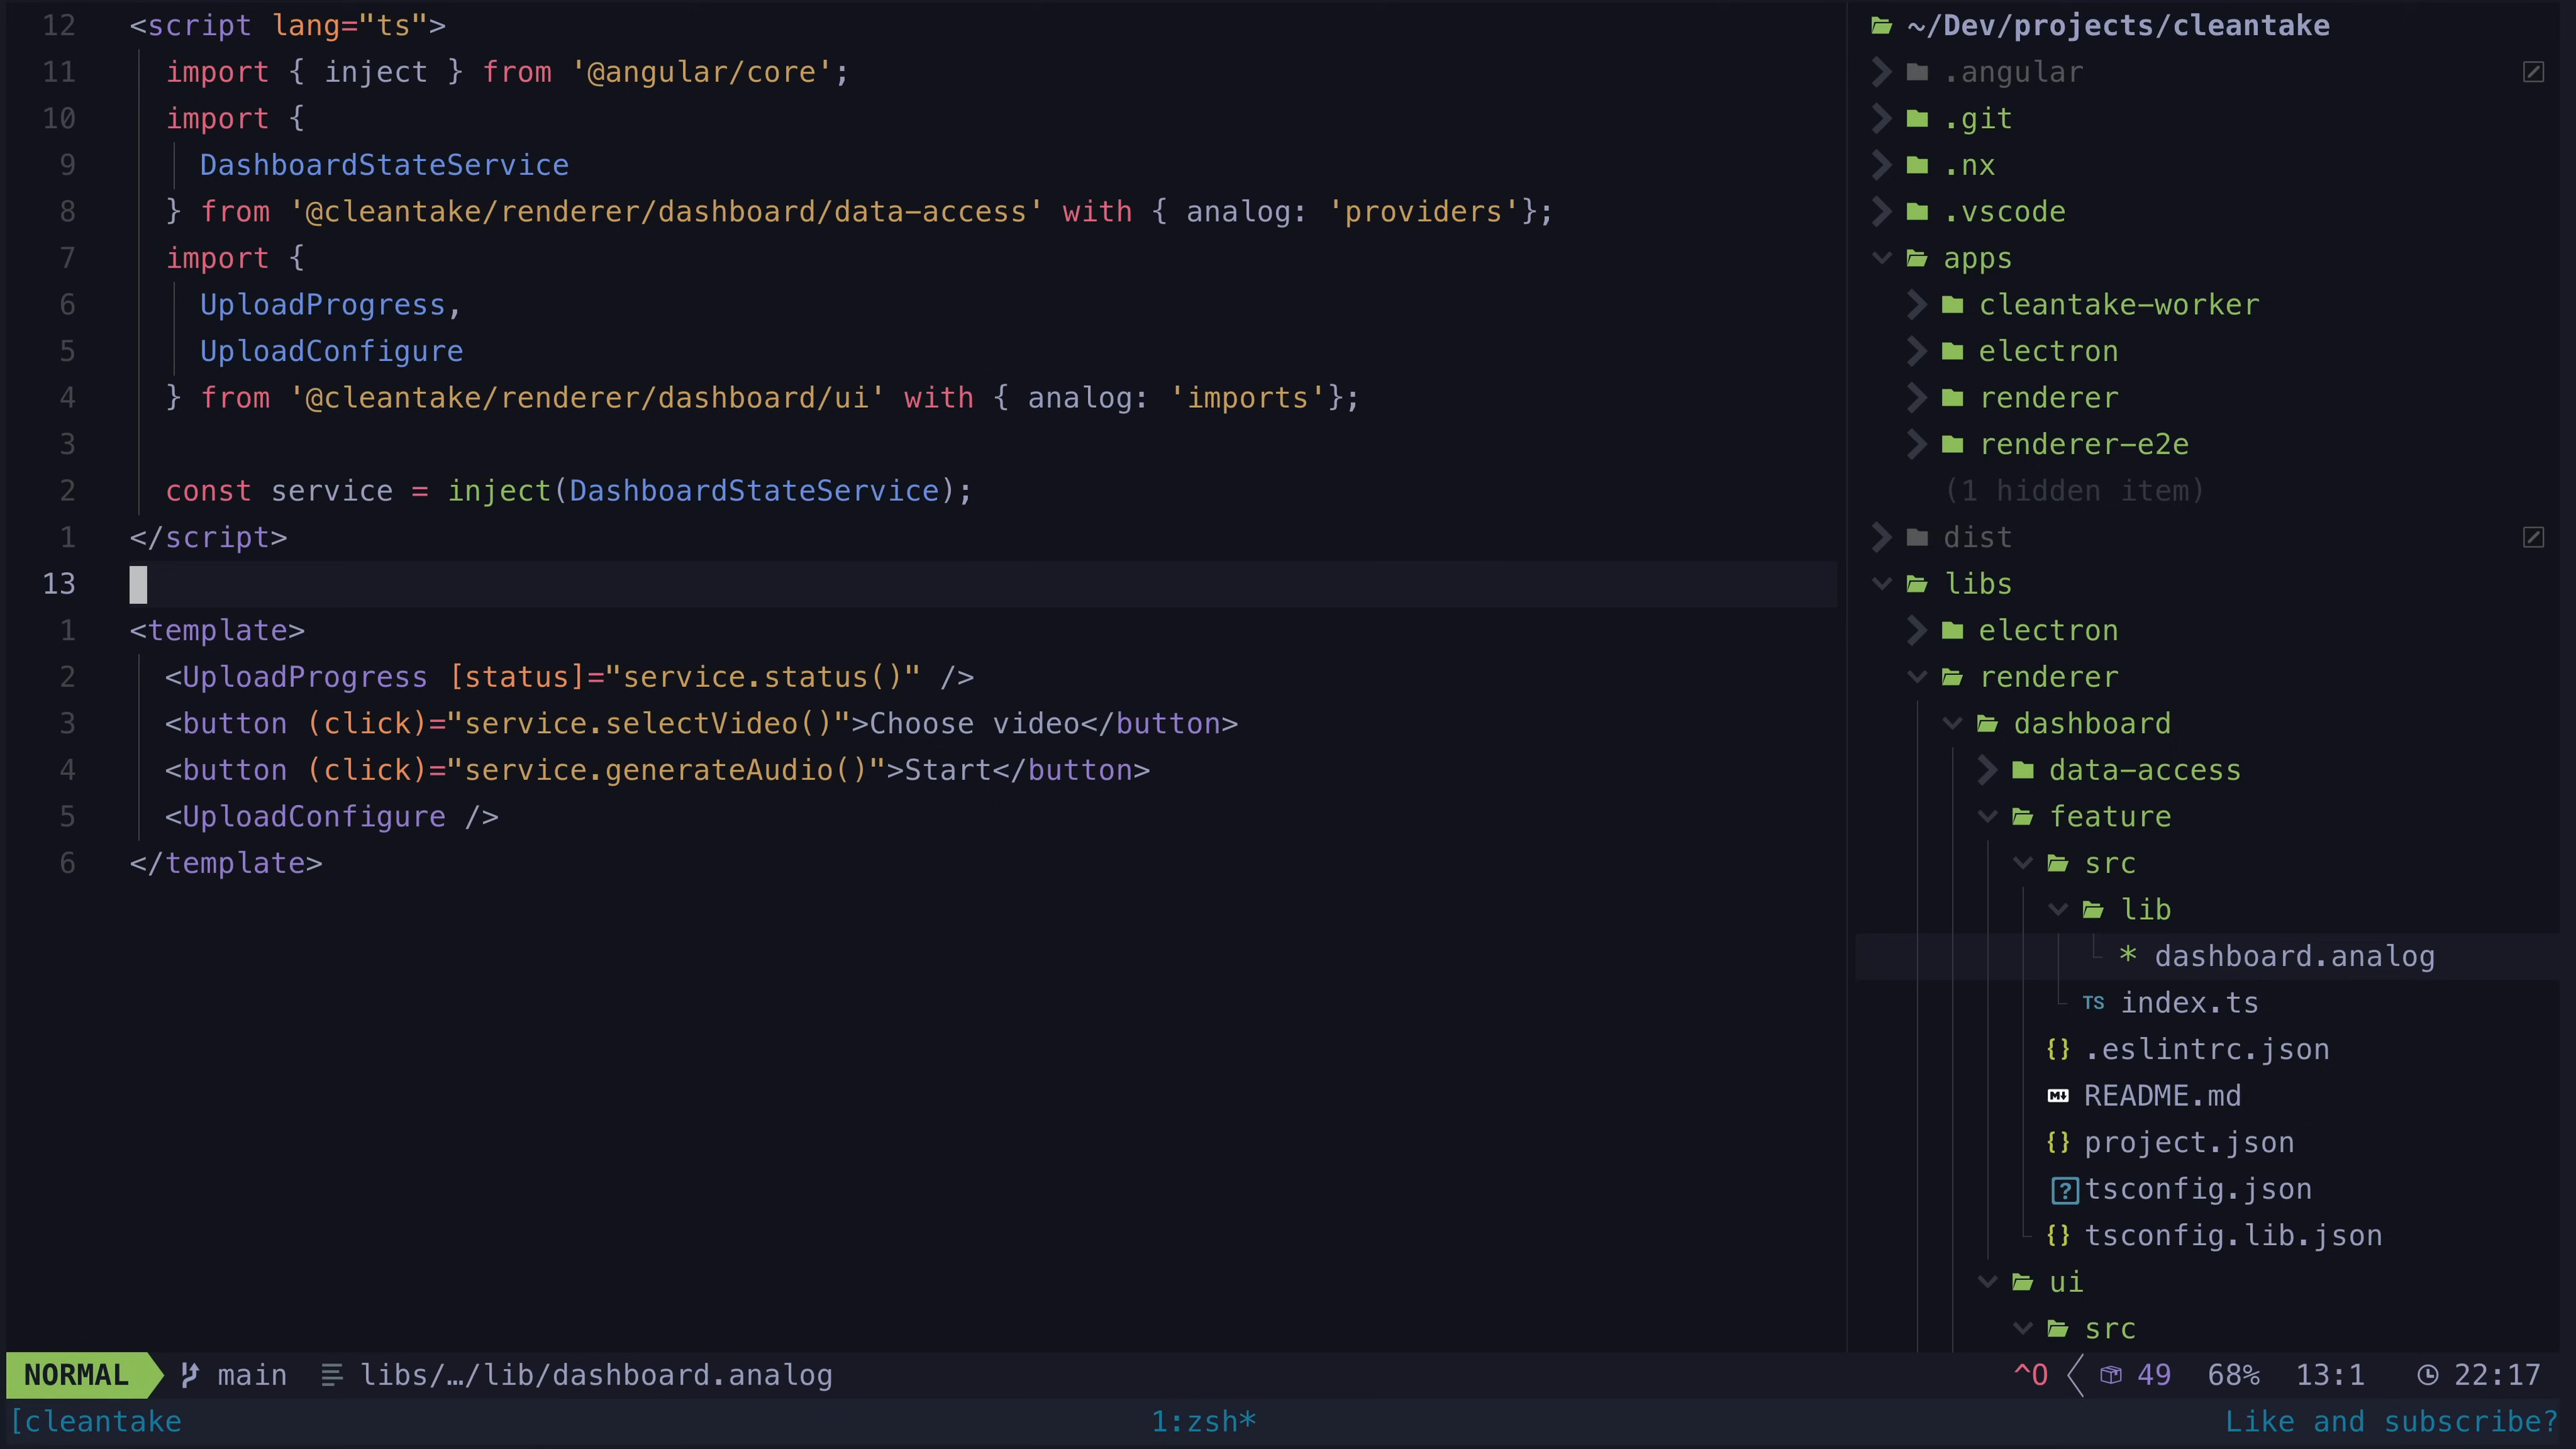 12 <script lang="ts">
11 import { inject } from '@angular/core';
10 import {
9 DashboardStateService
8 } from '@cleantake/renderer/dashboard/data-access' with { analog: 'providers'};
7 import {
6 UploadProgress,
5 UploadConfigure
4 } from '@cleantake/renderer/dashboard/ui' with { analog: 'imports'};
3
2 const service = inject(DashboardStateService);
1 </script>
13
1 <template>
2 <UploadProgress [status]="service.status()" />
3 <button (click)="service.selectVideo()">Choose video</button>
4 <button (click)="service.generateAudio()">Start</button>
5 <UploadConfigure />
6 </template>
~/Dev/projects/cleantake
.angular
.git
.nx
.vscode
apps
cleantake-worker
electron
renderer
renderer-e2e
(1 hidden item)
dist
libs
electron
renderer
dashboard
data-access
feature
src
lib
* dashboard.analog
TS index.ts
{} .eslintrc.json
M↓ README.md
{} project.json
? tsconfig.json
{} tsconfig.lib.json
ui
src
NORMAL main libs/…/lib/dashboard.analog ^O 49 68% 13:1 22:17
[cleantake 1:zsh* Like and subscribe?